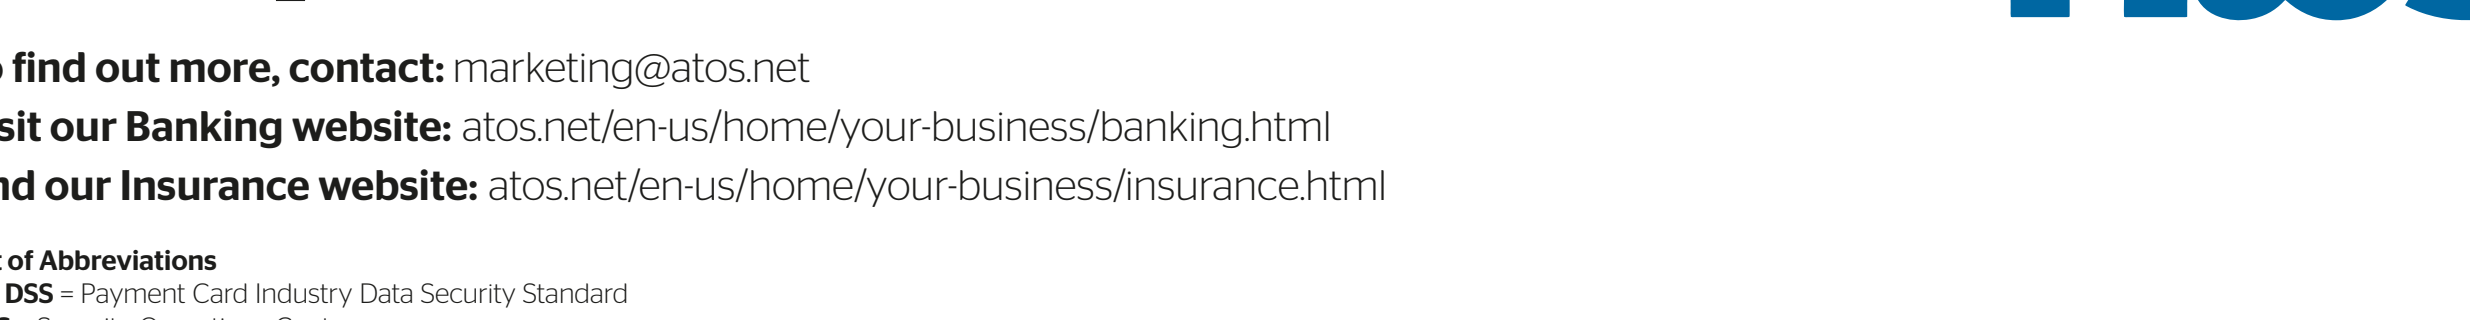 find out more, contact: marketing@atos.net
our Banking website: atos.net/en-us/home/your-business/banking.html
our Insurance website: atos.net/en-us/home/your-business/insurance.html
of Abbreviations
DSS = Payment Card Industry Data Security Standard